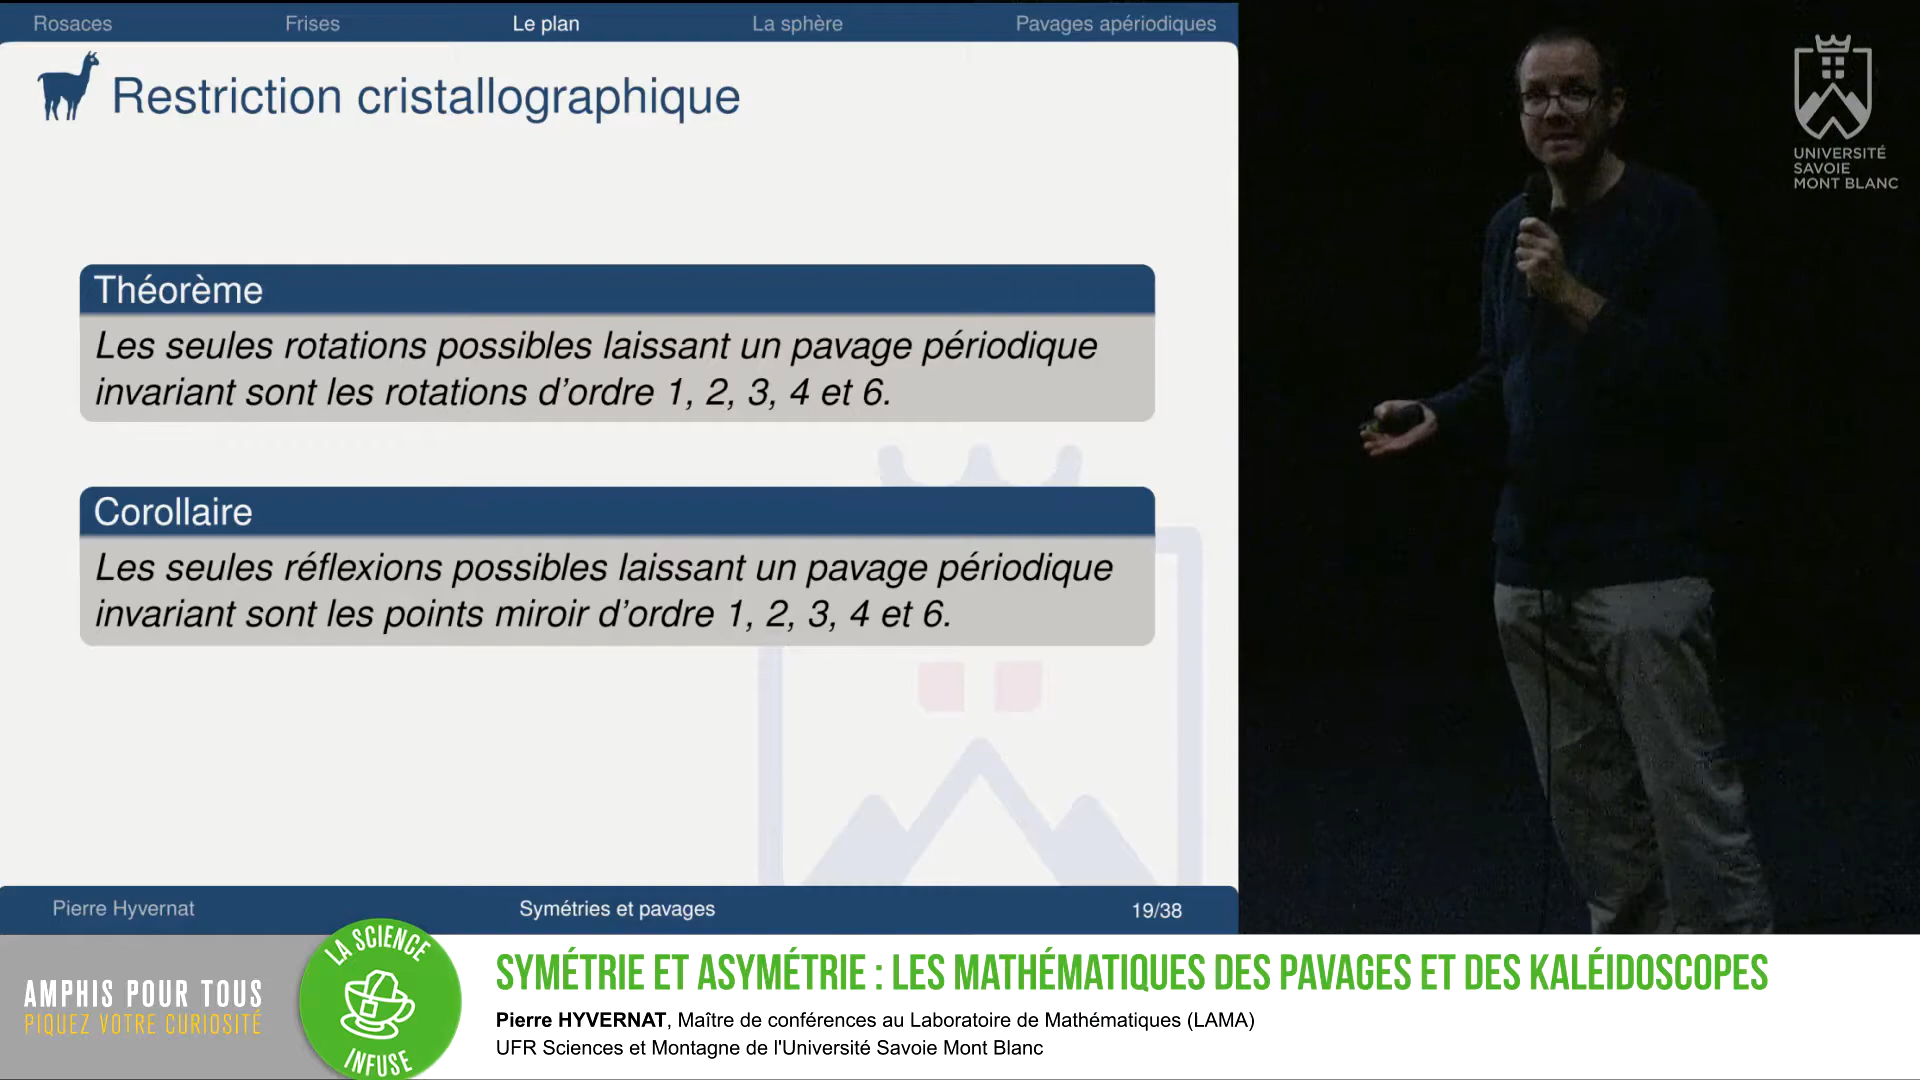 Rosaces
Frises
Le plan
La sphère
Pavages apériodiques
Restriction cristallographique
Théorème
Les seules rotations possibles laissant un pavage périodique
invariant sont les rotations d'ordre 1, 2, 3, 4 et 6.
Corollaire
Les seules réflexions possibles laissant un pavage périodique
invariant sont les points miroir d'ordre 1, 2, 3, 4 et 6.
Pierre Hyvernat
Symétries et pavages
19/38
UNIVERSITÉ
SAVOIE
MONT BLANC
AMPHIS POUR TOUS
PIQUEZ VOTRE CURIOSITÉ
LA SCIENCE
INFUSE
SYMÉTRIE ET ASYMÉTRIE : LES MATHÉMATIQUES DES PAVAGES ET DES KALÉIDOSCOPES
Pierre HYVERNAT, Maître de conférences au Laboratoire de Mathématiques (LAMA)
UFR Sciences et Montagne de l'Université Savoie Mont Blanc